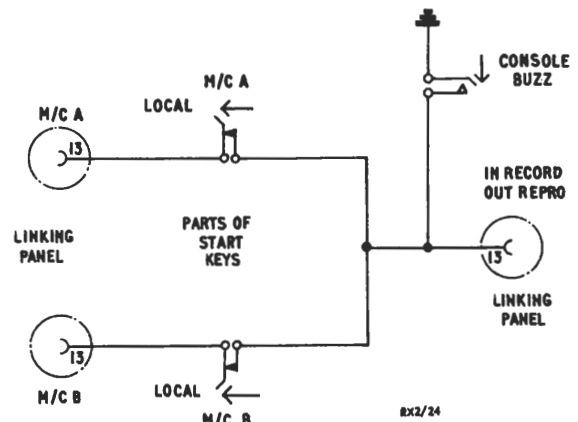 CONSOLE
BUZZ
M/C A
LOCAL
M/C A
13
IN RECORD
OUT REPRO
PARTS OF
START
KEYS
LINKING
PANEL
13
LINKING
PANEL
13
M/C B
LOCAL
M/C B
RX2/24